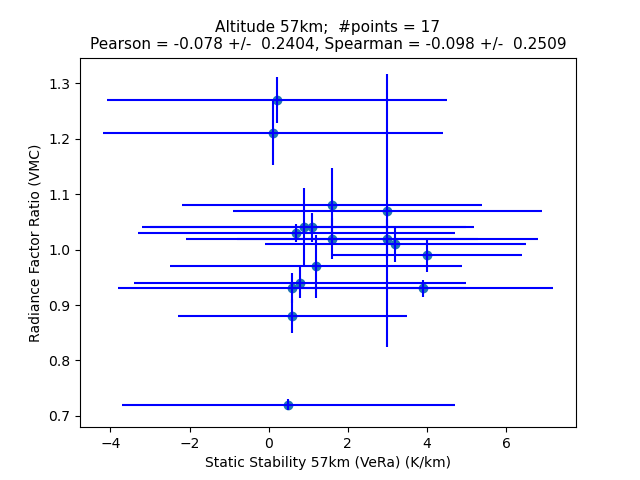 Altitude 57km;  #points = 17
Pearson = -0.078 +/-  0.2404, Spearman = -0.098 +/-  0.2509
1.3
1.2
1.1
1.0
0.9
0.8
0.7
Radiance Factor Ratio (VMC)
−4 −2 0 2 4 6
Static Stability 57km (VeRa) (K/km)